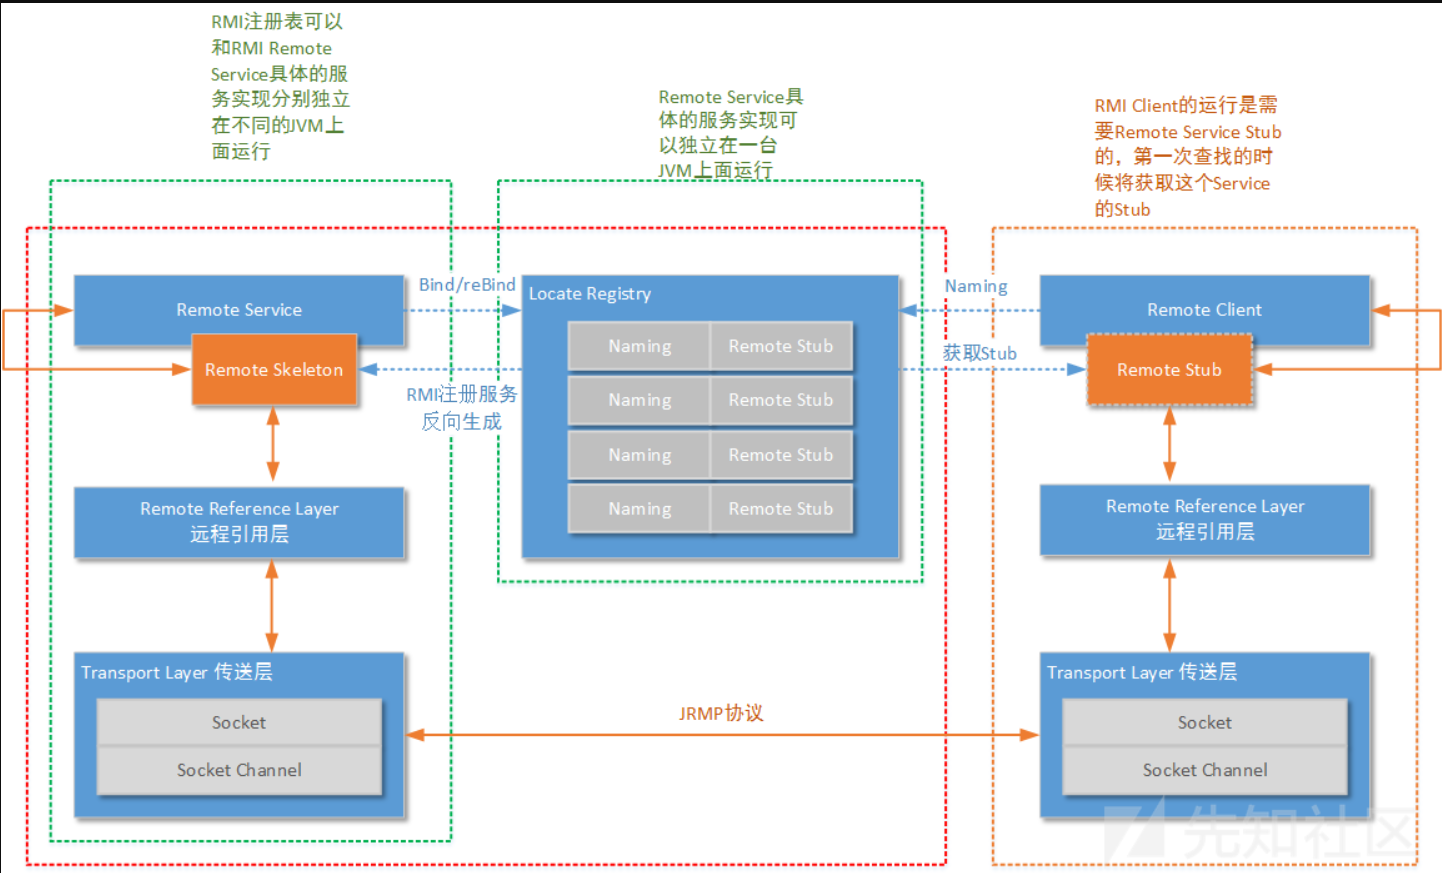 RMI注册表可以
和RMI Remote
Service具体的服
务实现分别独立
在不同的JVM上
面运行
Remote Service具
体的服务实现可
以独立在一台
JVM上面运行
RMI Client的运行是需
要Remote Service Stub
的，第一次查找的时
候将获取这个Service
的Stub
Remote Service
Remote Skeleton
Bind/reBind
RMI注册服务
反向生成
Locate Registry
Naming Remote Stub
Naming Remote Stub
Naming Remote Stub
Naming Remote Stub
Naming
获取Stub
Remote Client
Remote Stub
Remote Reference Layer
远程引用层
Remote Reference Layer
远程引用层
Transport Layer 传送层
Socket
Socket Channel
JRMP协议
Transport Layer 传送层
Socket
Socket Channel
先知社区